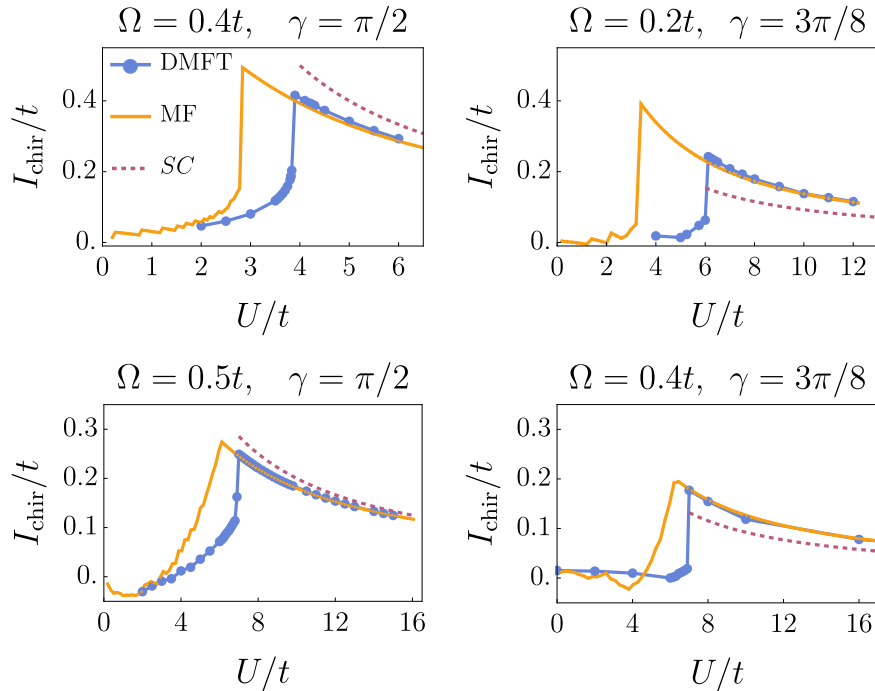 Ω = 0.4t, γ = π/2
I_chir/t
0.4
0.2
0.
DMFT
MF
SC
0 1 2 3 4 5 6
U/t
Ω = 0.2t, γ = 3π/8
I_chir/t
0.4
0.2
0.
0 2 4 6 8 10 12
U/t
Ω = 0.5t, γ = π/2
I_chir/t
0.3
0.2
0.1
0.
0 4 8 12 16
U/t
Ω = 0.4t, γ = 3π/8
I_chir/t
0.3
0.2
0.1
0.
0 4 8 12 16
U/t